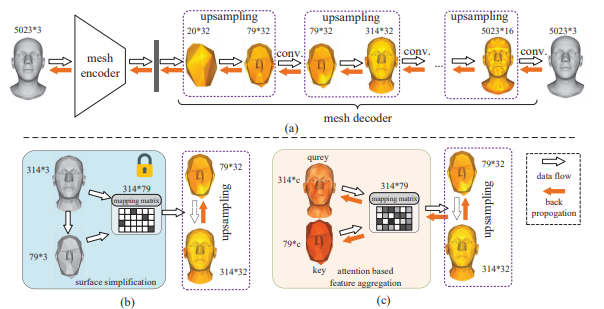 upsampling
upsampling
upsampling
5023*3
20*32
79*32
79*32
314*32
5023*16
5023*3
mesh
encoder
conv.
conv.
...
conv.
mesh decoder
(a)
314*3
314*79
mapping matrix
79*3
surface simplification
79*32
upsampling
314*32
(b)
qurey
314*c
314*79
mapping matrix
79*c
key
attention based
feature aggregation
79*32
upsampling
314*32
(c)
data flow
back
propogation